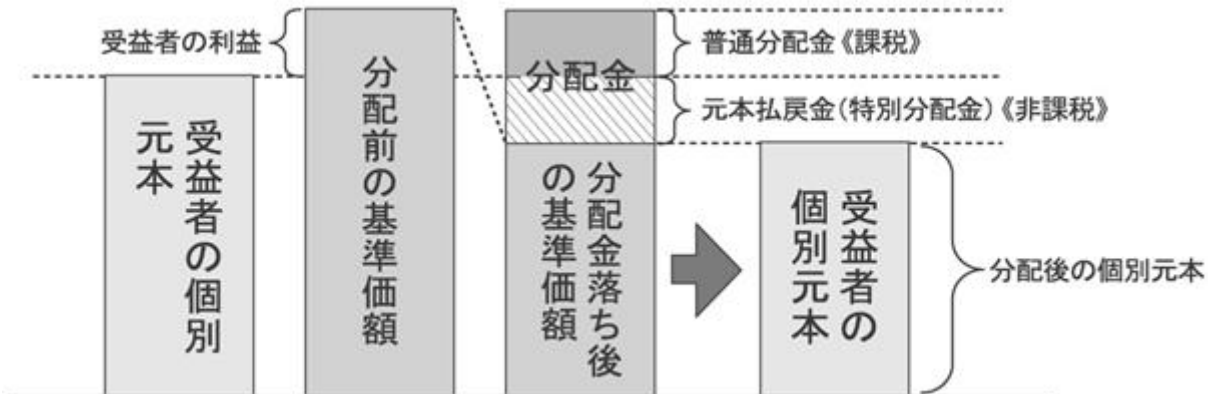 受益者の利益
受益者の個別
元本
分配前の基準価額
分配金
普通分配金《課税》
元本払戻金(特別分配金)《非課税》
分配金落ち後
の基準価額
受益者の
個別元本
分配後の個別元本